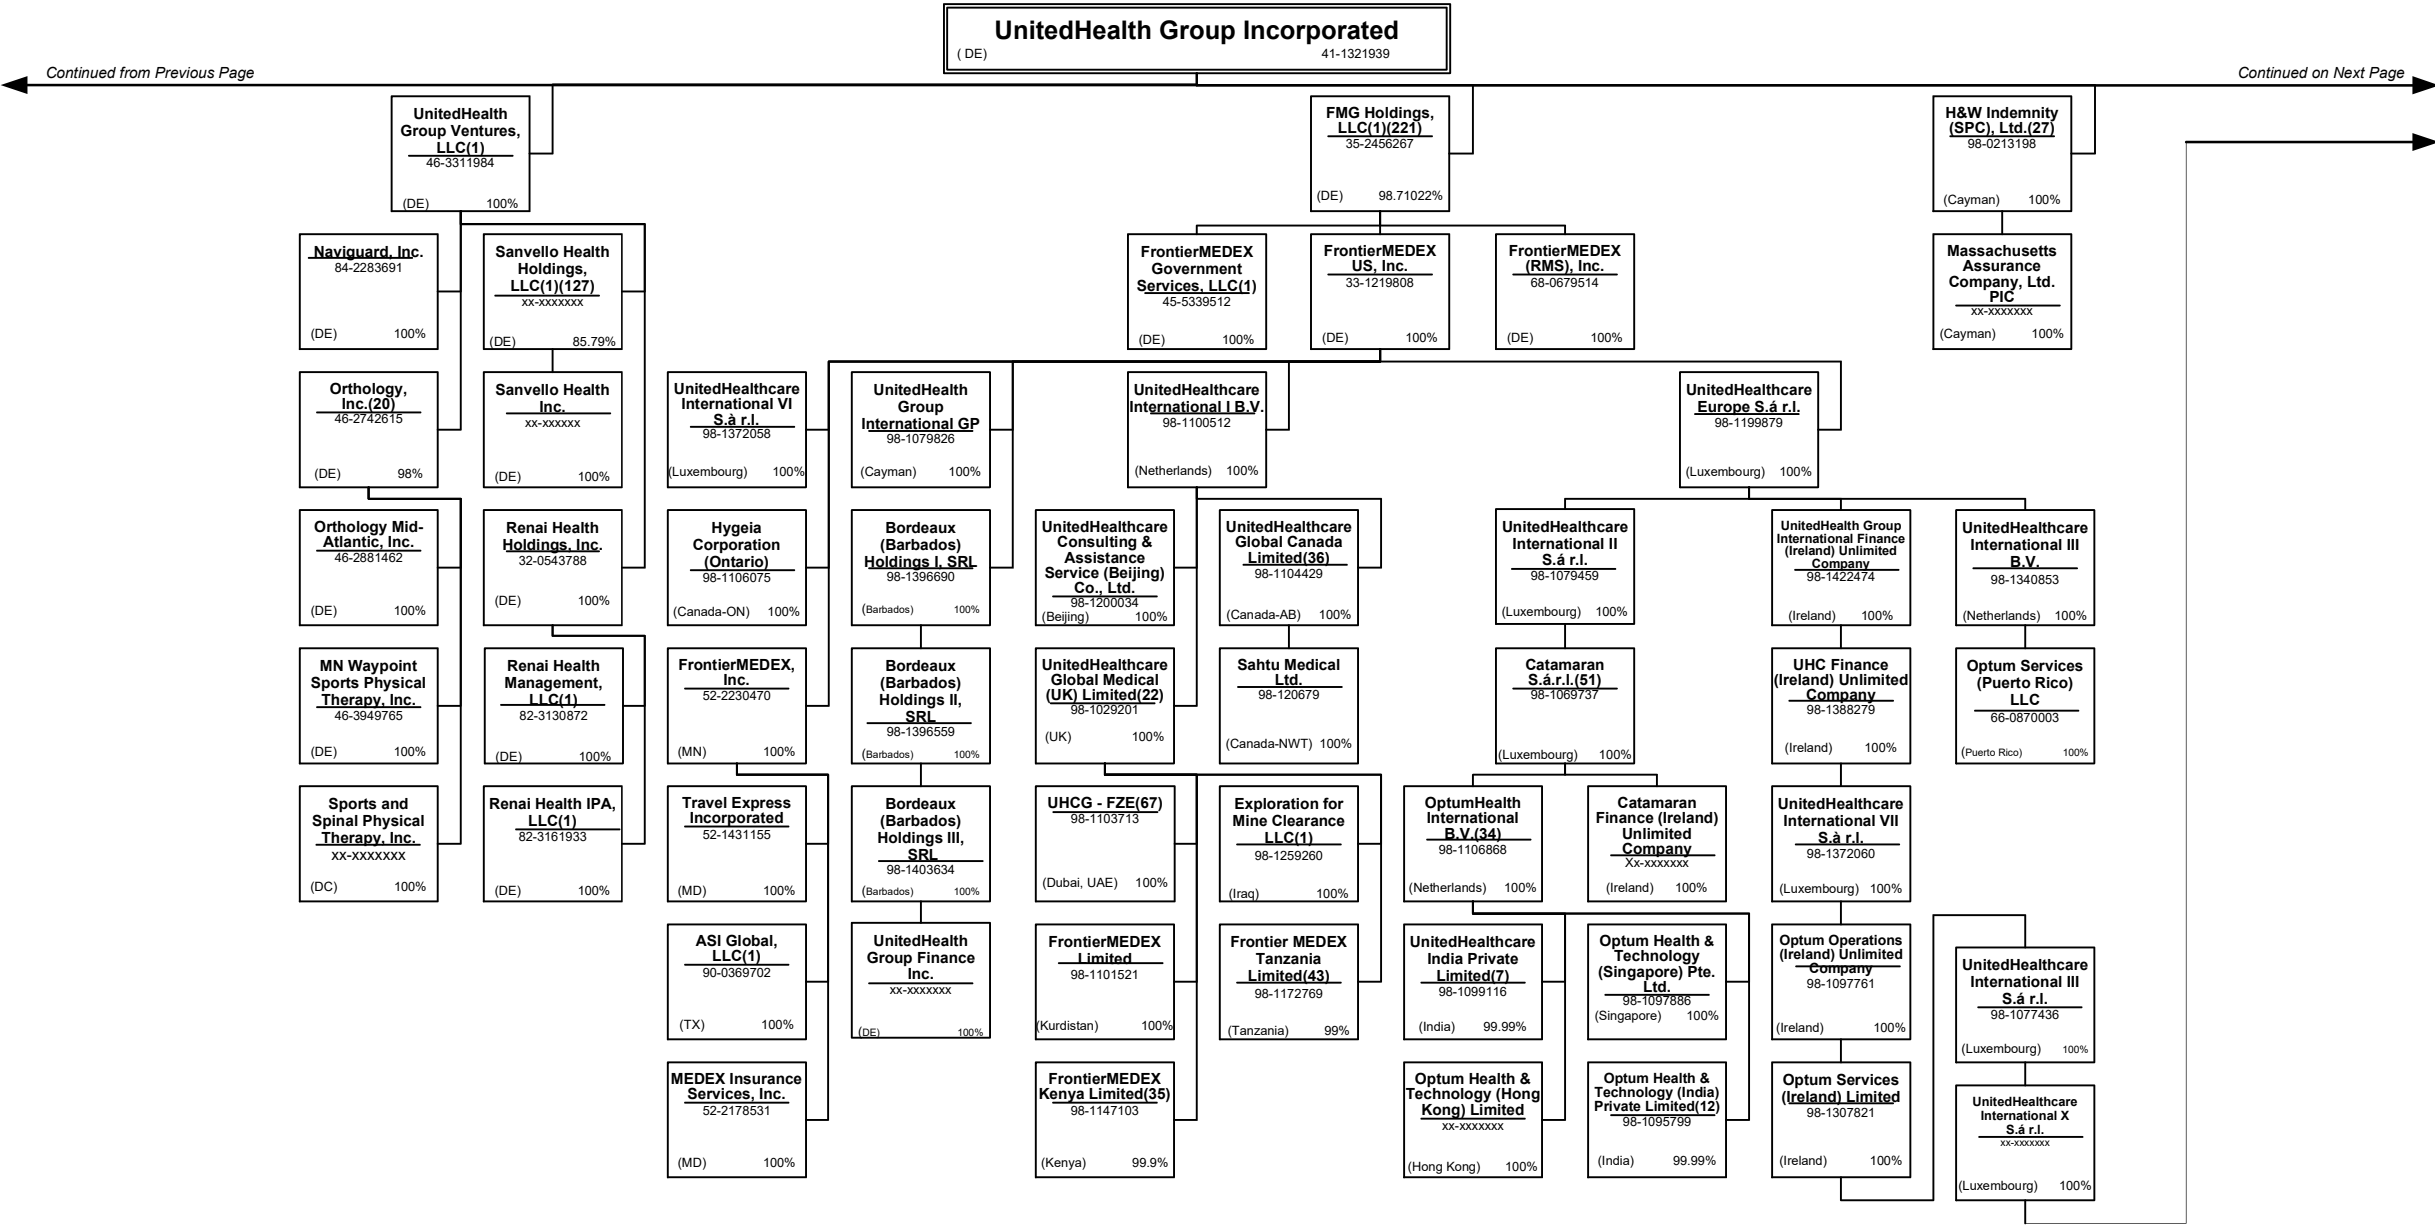 UnitedHealth Group Incorporated
( DE) 41-1321939
Continued from Previous Page
Continued on Next Page
UnitedHealth
Group Ventures,
LLC(1)
46-3311984
(DE) 100%
FMG Holdings,
LLC(1)(221)
35-2456267
(DE) 98.71022%
H&W Indemnity
(SPC), Ltd.(27)
98-0213198
(Cayman) 100%
Naviguard, Inc.
84-2283691
(DE) 100%
Sanvello Health
Holdings,
LLC(1)(127)
xx-xxxxxxx
(DE) 85.79%
FrontierMEDEX
Government
Services, LLC(1)
45-5339512
(DE) 100%
FrontierMEDEX
US, Inc.
33-1219808
(DE) 100%
FrontierMEDEX
(RMS), Inc.
68-0679514
(DE) 100%
Massachusetts
Assurance
Company, Ltd.
PIC
xx-xxxxxxx
(Cayman) 100%
Orthology,
Inc.(20)
46-2742615
(DE) 98%
Sanvello Health
Inc.
xx-xxxxxx
(DE) 100%
UnitedHealthcare
International VI
S.à r.l.
98-1372058
(Luxembourg) 100%
UnitedHealth
Group
International GP
98-1079826
(Cayman) 100%
UnitedHealthcare
International I B.V.
98-1100512
(Netherlands) 100%
UnitedHealthcare
Europe S.á r.l.
98-1199879
(Luxembourg) 100%
Orthology Mid-
Atlantic, Inc.
46-2881462
(DE) 100%
Renai Health
Holdings, Inc.
32-0543788
(DE) 100%
Hygeia
Corporation
(Ontario)
98-1106075
(Canada-ON) 100%
Bordeaux
(Barbados)
Holdings I, SRL
98-1396690
(Barbados) 100%
UnitedHealthcare
Consulting &
Assistance
Service (Beijing)
Co., Ltd.
98-1200034
(Beijing) 100%
UnitedHealthcare
Global Canada
Limited(36)
98-1104429
(Canada-AB) 100%
UnitedHealthcare
International II
S.á r.l.
98-1079459
(Luxembourg) 100%
UnitedHealth Group
International Finance
(Ireland) Unlimited
Company
98-1422474
(Ireland) 100%
UnitedHealthcare
International III
B.V.
98-1340853
(Netherlands) 100%
MN Waypoint
Sports Physical
Therapy, Inc.
46-3949765
(DE) 100%
Renai Health
Management,
LLC(1)
82-3130872
(DE) 100%
FrontierMEDEX,
Inc.
52-2230470
(MN) 100%
Bordeaux
(Barbados)
Holdings II,
SRL
98-1396559
(Barbados) 100%
UnitedHealthcare
Global Medical
(UK) Limited(22)
98-1029201
(UK) 100%
Sahtu Medical
Ltd.
98-120679
(Canada-NWT) 100%
Catamaran
S.á.r.l.(51)
98-1069737
(Luxembourg) 100%
UHC Finance
(Ireland) Unlimited
Company
98-1388279
(Ireland) 100%
Optum Services
(Puerto Rico)
LLC
66-0870003
(Puerto Rico) 100%
Sports and
Spinal Physical
Therapy, Inc.
xx-xxxxxxx
(DC) 100%
Renai Health IPA,
LLC(1)
82-3161933
(DE) 100%
Travel Express
Incorporated
52-1431155
(MD) 100%
Bordeaux
(Barbados)
Holdings III,
SRL
98-1403634
(Barbados) 100%
UHCG - FZE(67)
98-1103713
(Dubai, UAE) 100%
Exploration for
Mine Clearance
LLC(1)
98-1259260
(Iraq) 100%
OptumHealth
International
B.V.(34)
98-1106868
(Netherlands) 100%
Catamaran
Finance (Ireland)
Unlimited
Company
Xx-xxxxxxx
(Ireland) 100%
UnitedHealthcare
International VII
S.à r.l.
98-1372060
(Luxembourg) 100%
ASI Global,
LLC(1)
90-0369702
(TX) 100%
UnitedHealth
Group Finance
Inc.
xx-xxxxxxx
(DE) 100%
FrontierMEDEX
Limited
98-1101521
(Kurdistan) 100%
Frontier MEDEX
Tanzania
Limited(43)
98-1172769
(Tanzania) 99%
UnitedHealthcare
India Private
Limited(7)
98-1099116
(India) 99.99%
Optum Health &
Technology
(Singapore) Pte.
Ltd.
98-1097886
(Singapore) 100%
Optum Operations
(Ireland) Unlimited
Company
98-1097761
(Ireland) 100%
UnitedHealthcare
International III
S.á r.l.
98-1077436
(Luxembourg) 100%
MEDEX Insurance
Services, Inc.
52-2178531
(MD) 100%
FrontierMEDEX
Kenya Limited(35)
98-1147103
(Kenya) 99.9%
Optum Health &
Technology (Hong
Kong) Limited
xx-xxxxxxx
(Hong Kong) 100%
Optum Health &
Technology (India)
Private Limited(12)
98-1095799
(India) 99.99%
Optum Services
(Ireland) Limited
98-1307821
(Ireland) 100%
UnitedHealthcare
International X
S.á r.l.
xx-xxxxxxx
(Luxembourg) 100%